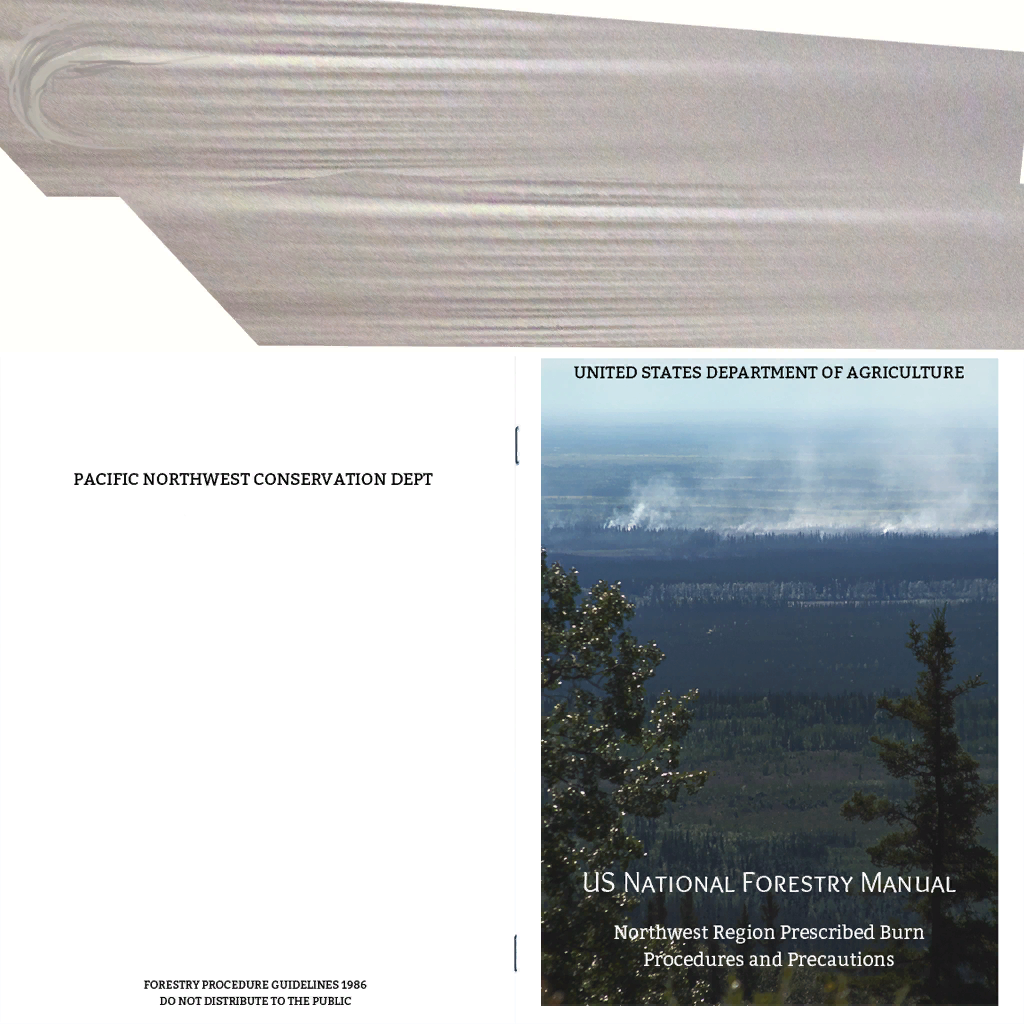 PACIFIC NORTHWEST CONSERVATION DEPT
FORESTRY PROCEDURE GUIDELINES 1986
DO NOT DISTRIBUTE TO THE PUBLIC
UNITED STATES DEPARTMENT OF AGRICULTURE
US NATIONAL FORESTRY MANUAL
Northwest Region Prescribed Burn
Procedures and Precautions